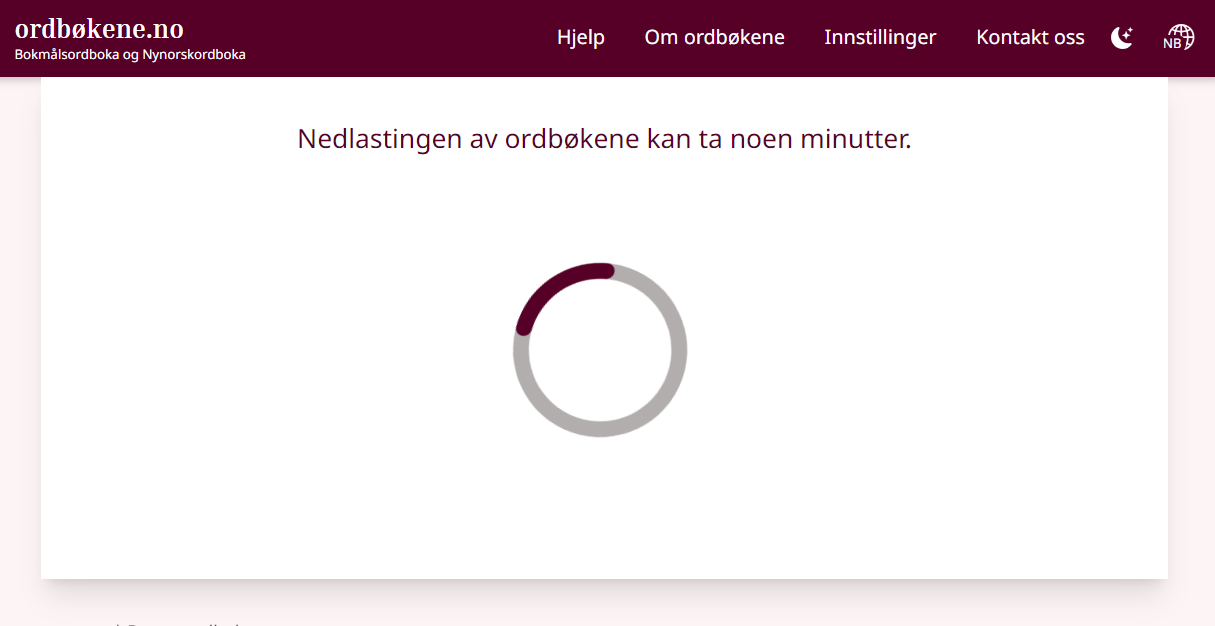 ordbøkene.no
Bokmålsordboka og Nynorskordboka
Hjelp
Om ordbøkene
Innstillinger
Kontakt oss
NB
Nedlastingen av ordbøkene kan ta noen minutter.